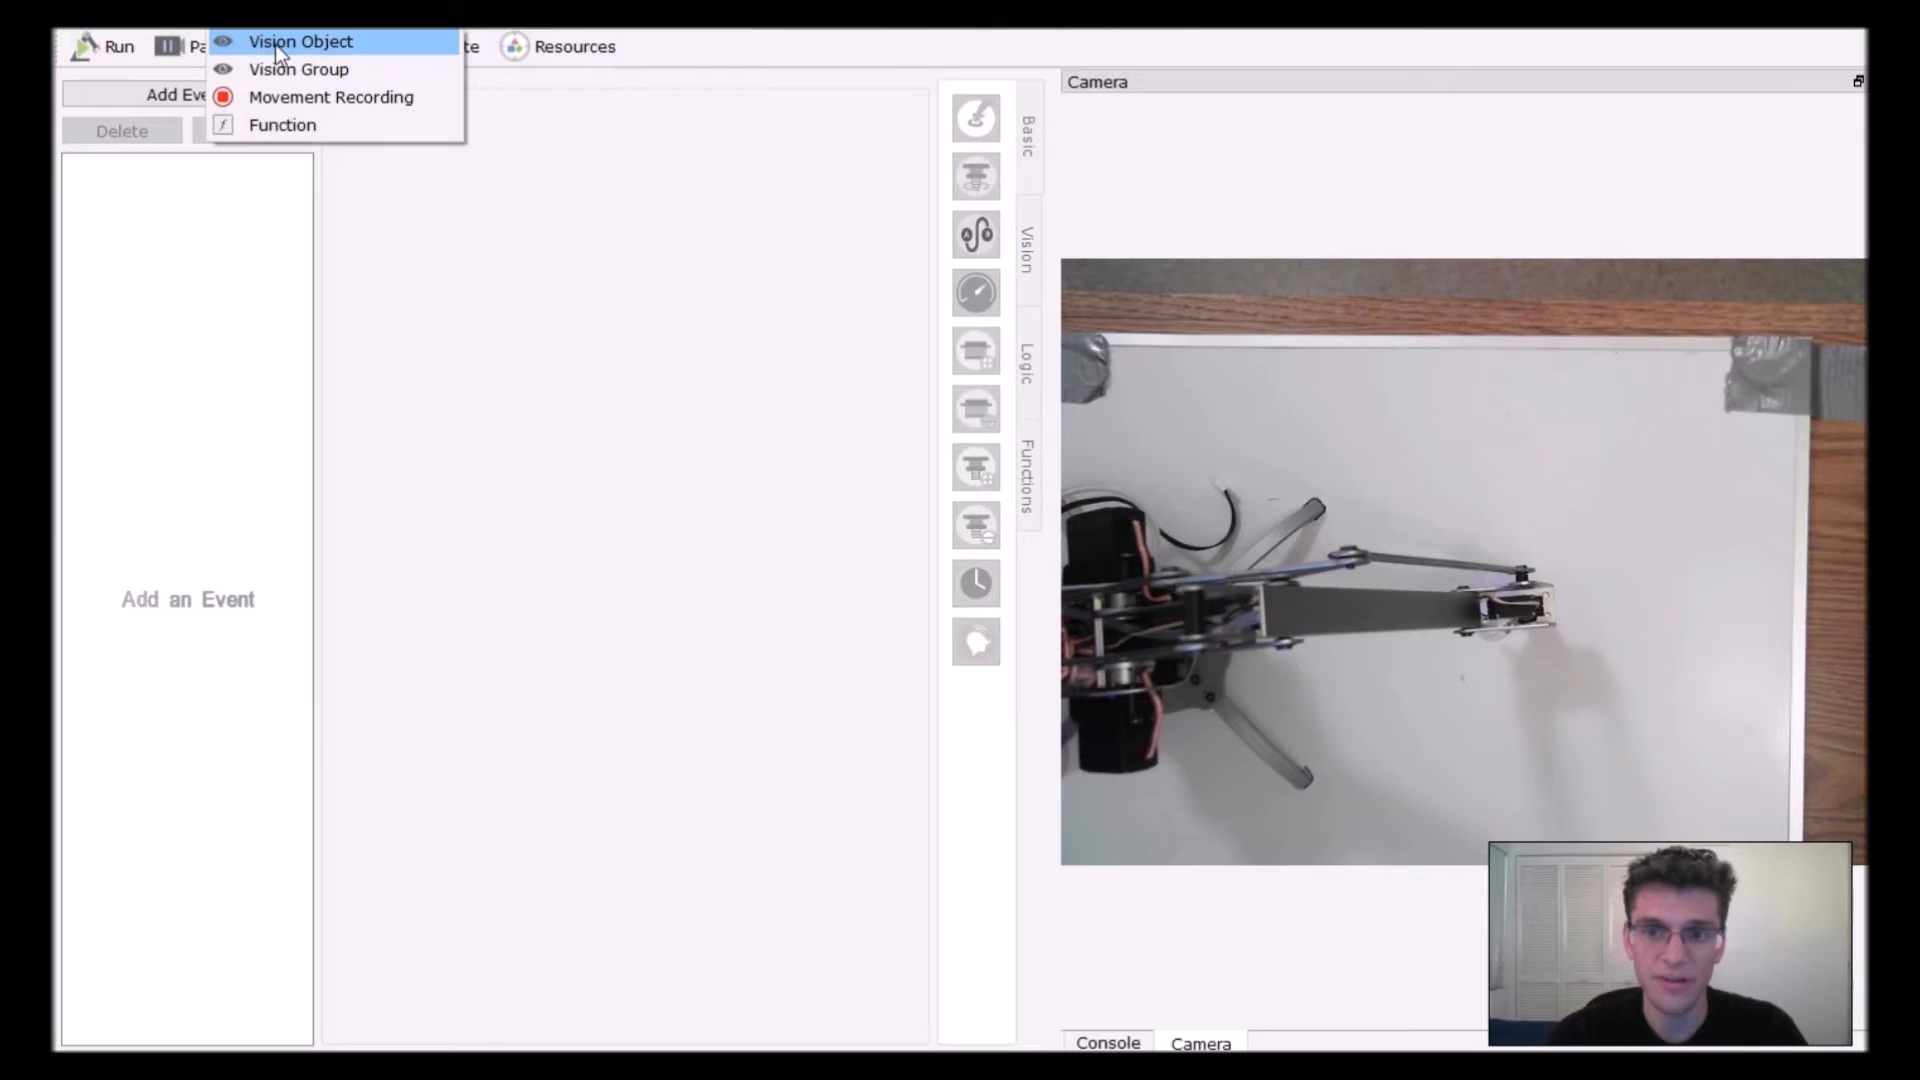 Run
Pa
Vision Object
te
Resources
Vision Group
Movement Recording
Function
Add Eve
Delete
Add an Event
Basic
Vision
Logic
Functions
Camera
Console
Camera